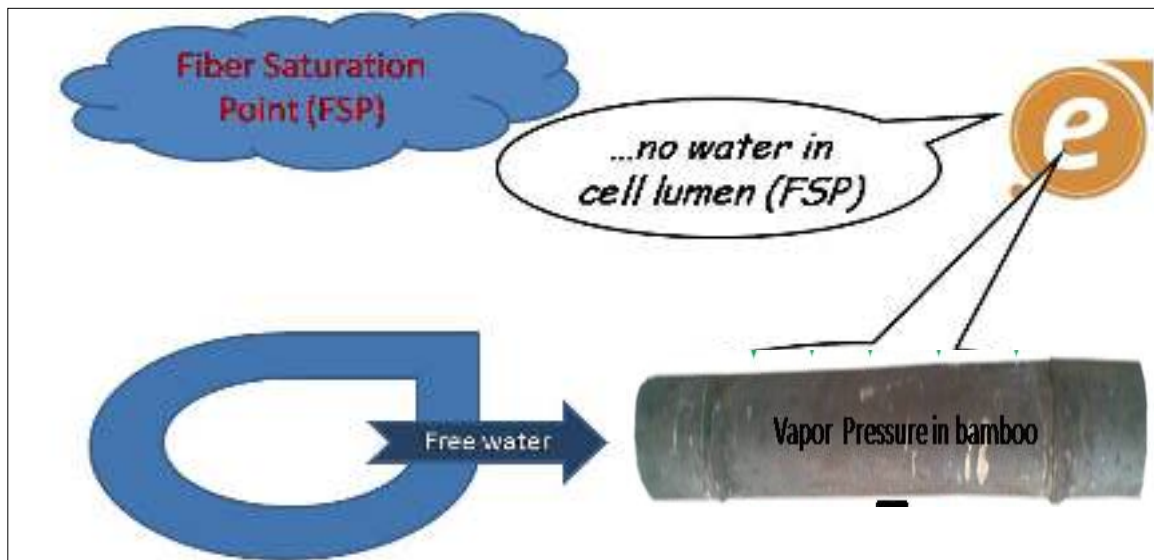 Fiber Saturation
Point (FSP)
...no water in
cell lumen (FSP)
e
Free water
Vapor Pressure in bamboo